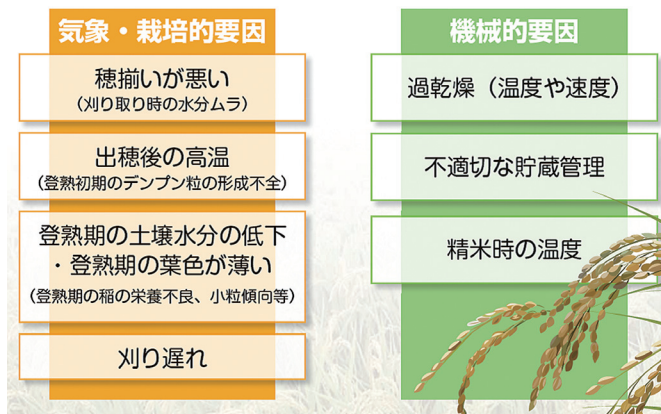 気象・栽培的要因
穂揃いが悪い
(刈り取り時の水分ムラ)
出穂後の高温
(登熟初期のデンプン粒の形成不全)
登熟期の土壌水分の低下
・登熟期の葉色が薄い
(登熟期の稲の栄養不良、小粒傾向等)
刈り遅れ
機械的要因
過乾燥（温度や速度）
不適切な貯蔵管理
精米時の温度